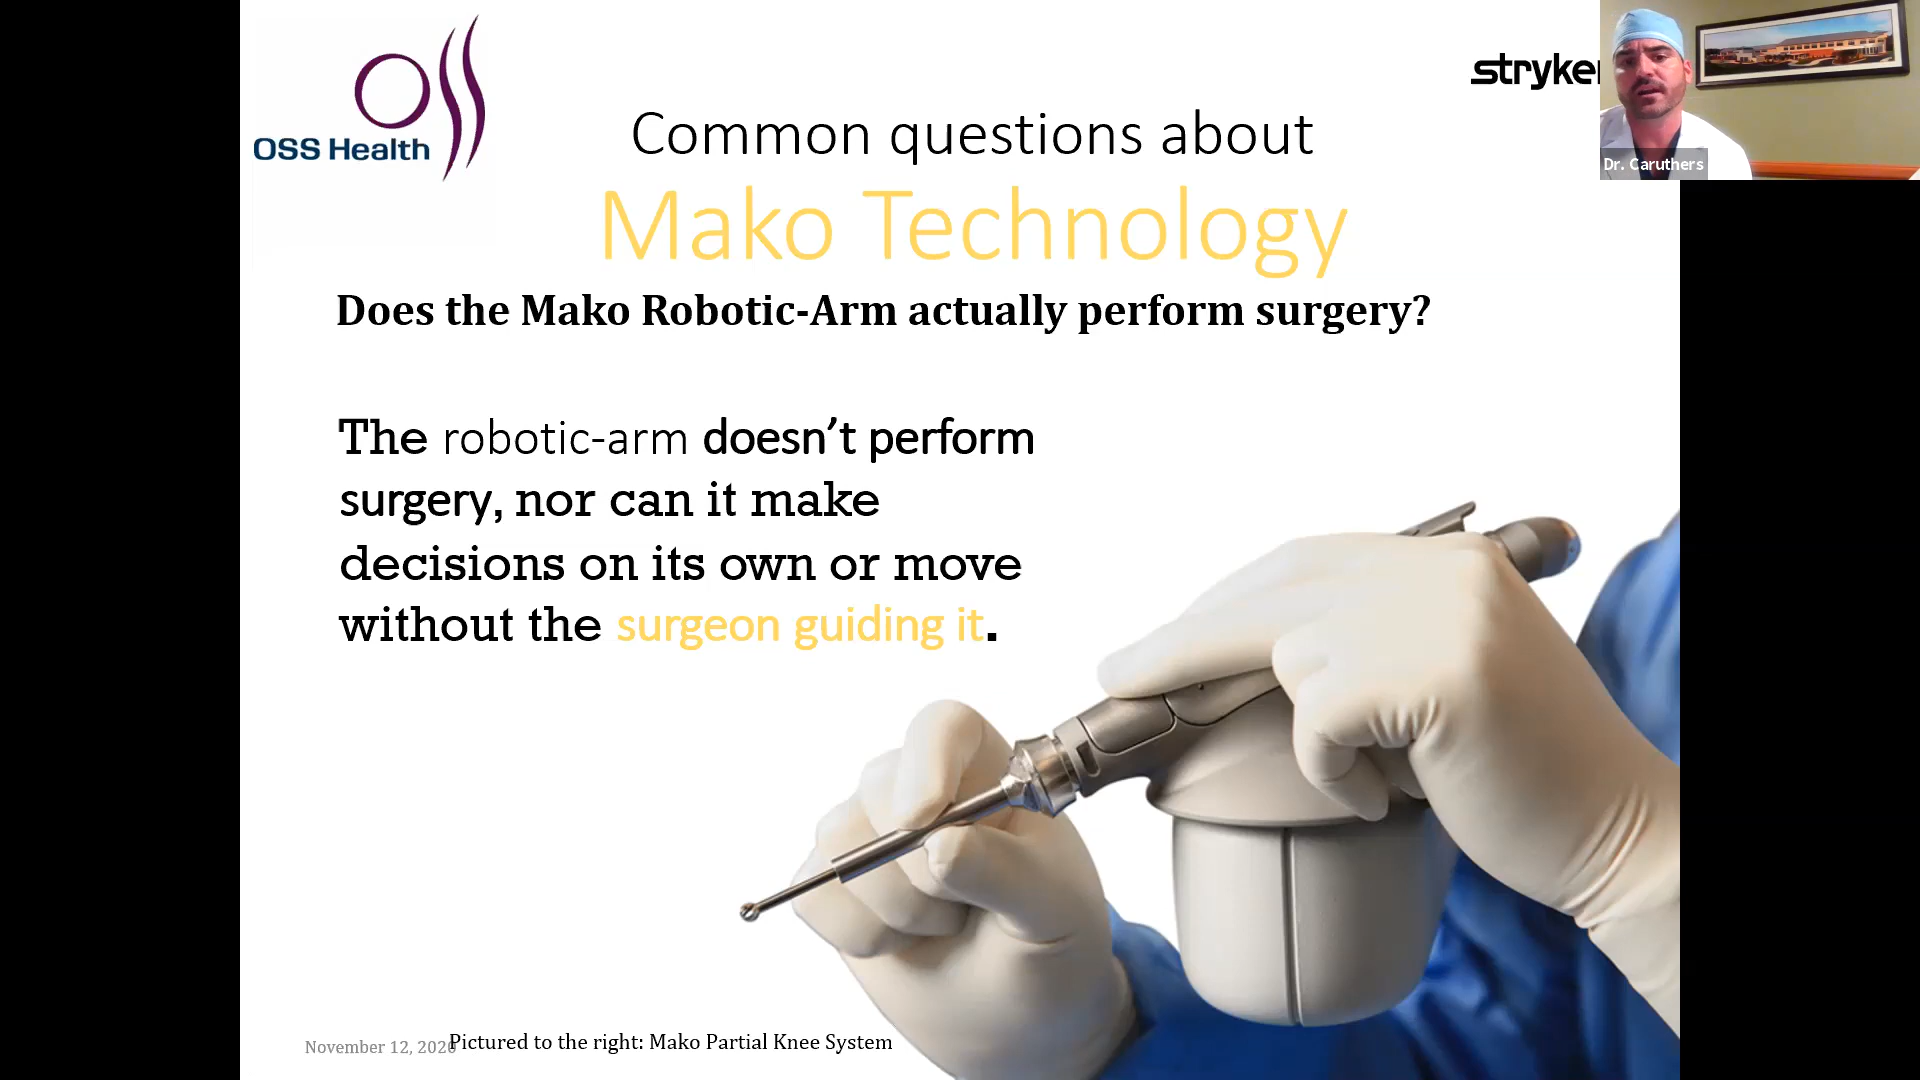 OSS Health
stryker
Dr. Caruthers
Common questions about
Mako Technology
Does the Mako Robotic-Arm actually perform surgery?
The robotic-arm doesn’t perform
surgery, nor can it make
decisions on its own or move
without the surgeon guiding it.
November 12, 2020
Pictured to the right: Mako Partial Knee System